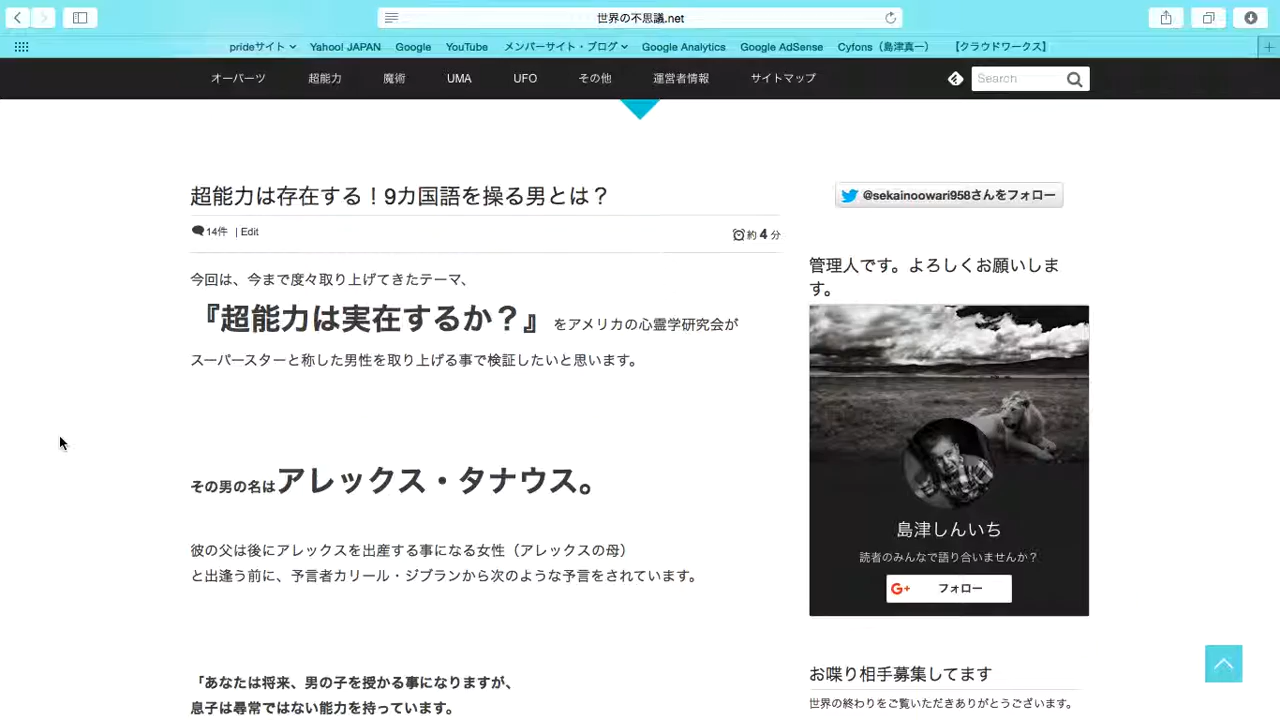 世界の不思議.net
prideサイト
Yahoo! JAPAN
Google
YouTube
メンバーサイト・ブログ
Google Analytics
Google AdSense
Cyfons（島津真一）
【クラウドワークス】
オーパーツ
超能力
魔術
UMA
UFO
その他
運営者情報
サイトマップ
Search
超能力は存在する！9カ国語を操る男とは？
14件 | Edit
約 4 分
今回は、今まで度々取り上げてきたテーマ、
『超能力は実在するか？』 をアメリカの心霊学研究会が
スーパースターと称した男性を取り上げる事で検証したいと思います。
その男の名はアレックス・タナウス。
彼の父は後にアレックスを出産する事になる女性（アレックスの母）
と出逢う前に、予言者カリール・ジブランから次のような予言をされています。
「あなたは将来、男の子を授かる事になりますが、
息子は尋常ではない能力を持っています。
@sekainoowari958さんをフォロー
管理人です。よろしくお願いしま
す。
島津しんいち
読者のみんなで語り合いませんか？
G+ フォロー
お喋り相手募集してます
世界の終わりをご覧いただきありがとうございます。